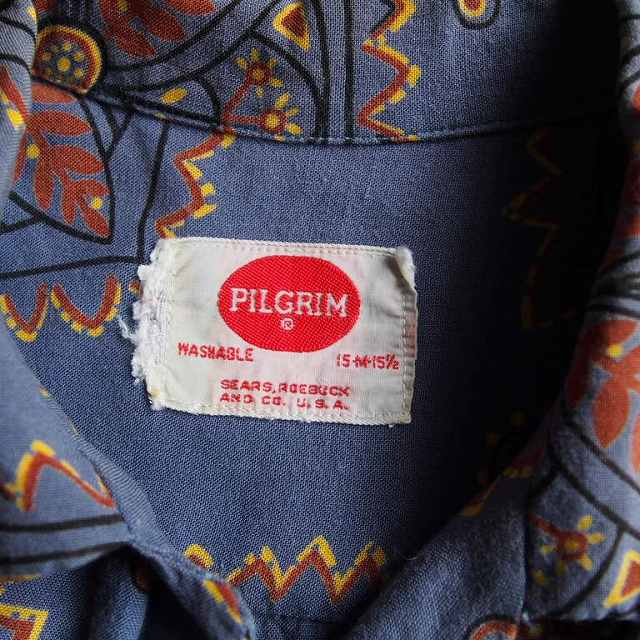 PILGRIM
®
WASHABLE 15-M-15½
SEARS, ROEBUCK
AND CO. U.S.A.